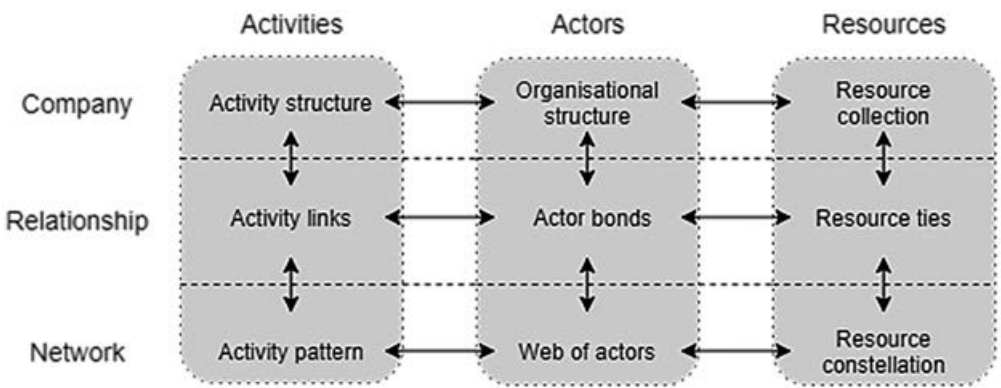 Activities Actors Resources
Company
Activity structure
Organisational
structure
Resource
collection
Relationship
Activity links
Actor bonds
Resource ties
Network
Activity pattern
Web of actors
Resource
constellation